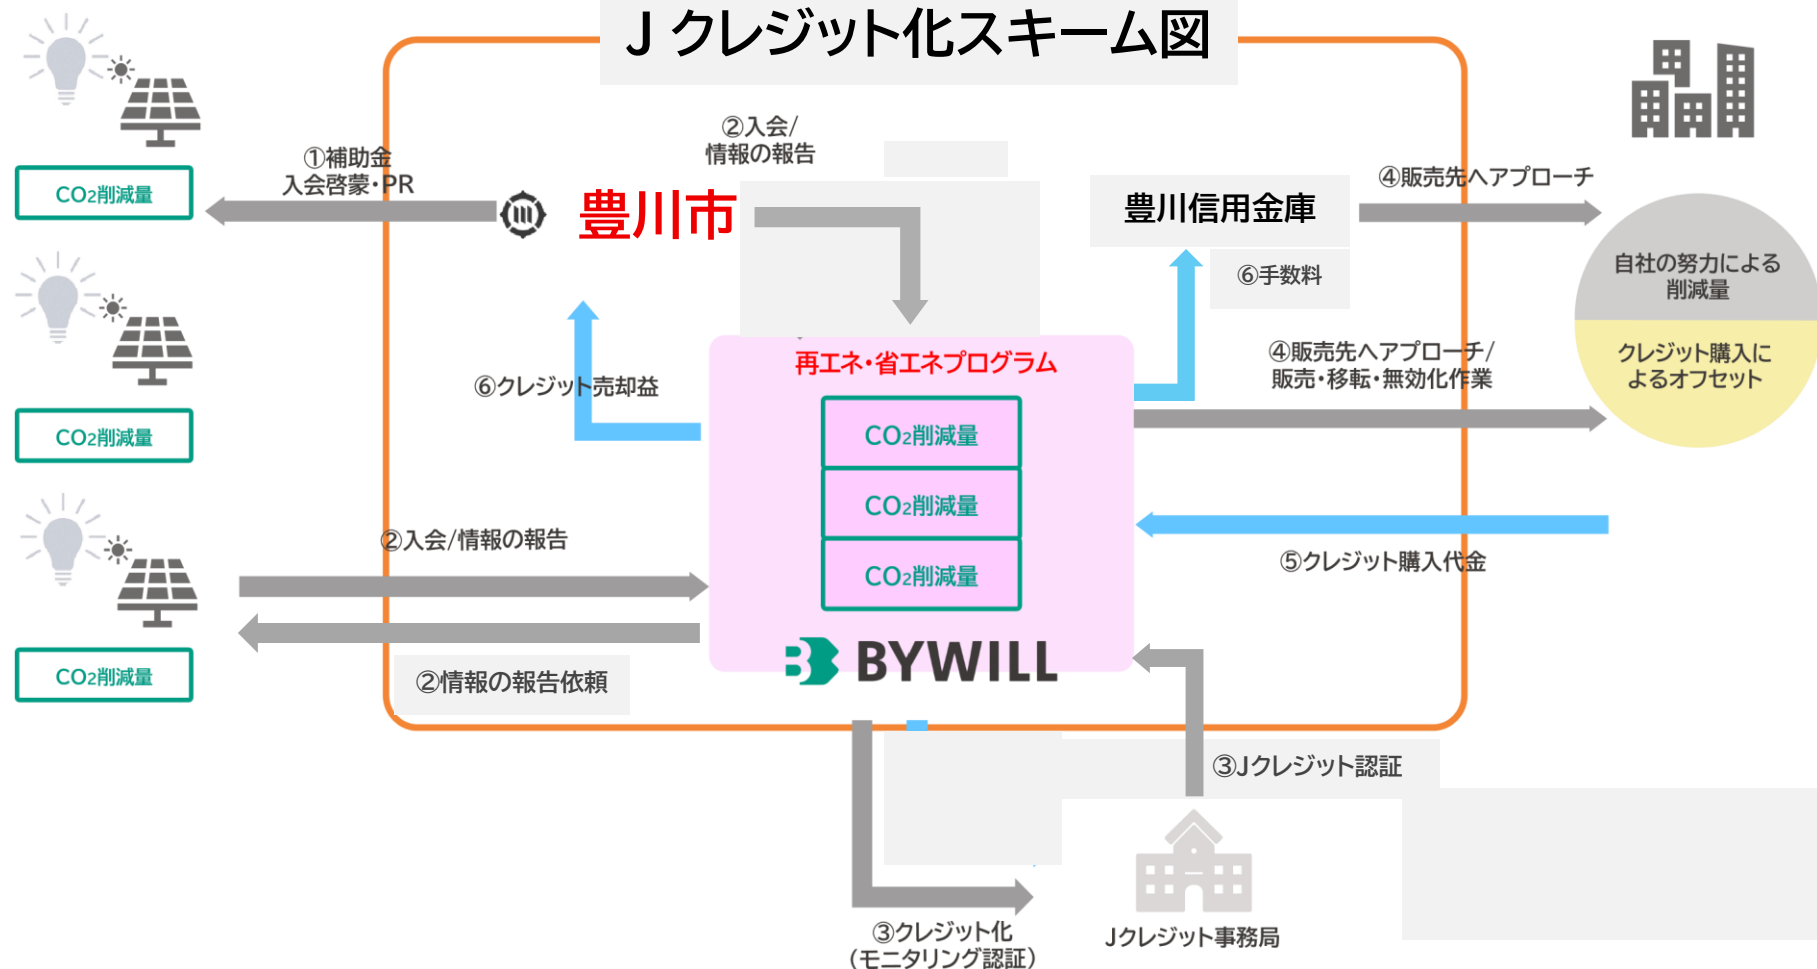 Jクレジット化スキーム図
①補助金
入会啓蒙・PR
②入会/
情報の報告
豊川市
豊川信用金庫
④販売先へアプローチ
CO2削減量
⑥手数料
自社の努力による
削減量
クレジット購入に
よるオフセット
④販売先へアプローチ/
販売・移転・無効化作業
再エネ・省エネプログラム
⑥クレジット売却益
CO2削減量
CO2削減量
CO2削減量
CO2削減量
②入会/情報の報告
⑤クレジット購入代金
BYWILL
CO2削減量
②情報の報告依頼
③Jクレジット認証
③クレジット化
(モニタリング認証)
Jクレジット事務局